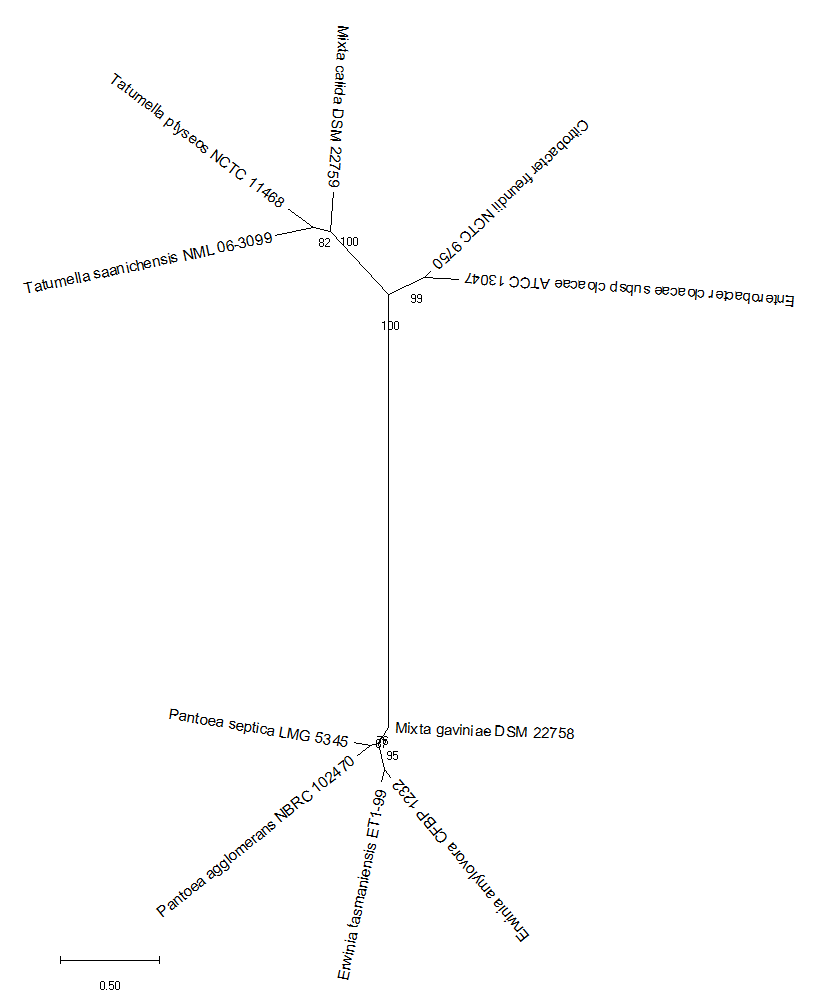 Mixta calida DSM 22759
Tatumella ptyseos NCTC 11468
Citrobacter freundii NCTC 9750
Tatumella saanichensis NML 06-3099
82
100
Enterobacter cloacae subsp cloacae ATCC 13047
99
100
Pantoea septica LMG 5345
Mixta gaviniae DSM 22758
95
Pantoea agglomerans NBRC 102470
Erwinia tasmaniensis ET1-99
Erwinia amylovora CFBP 1232
0.50